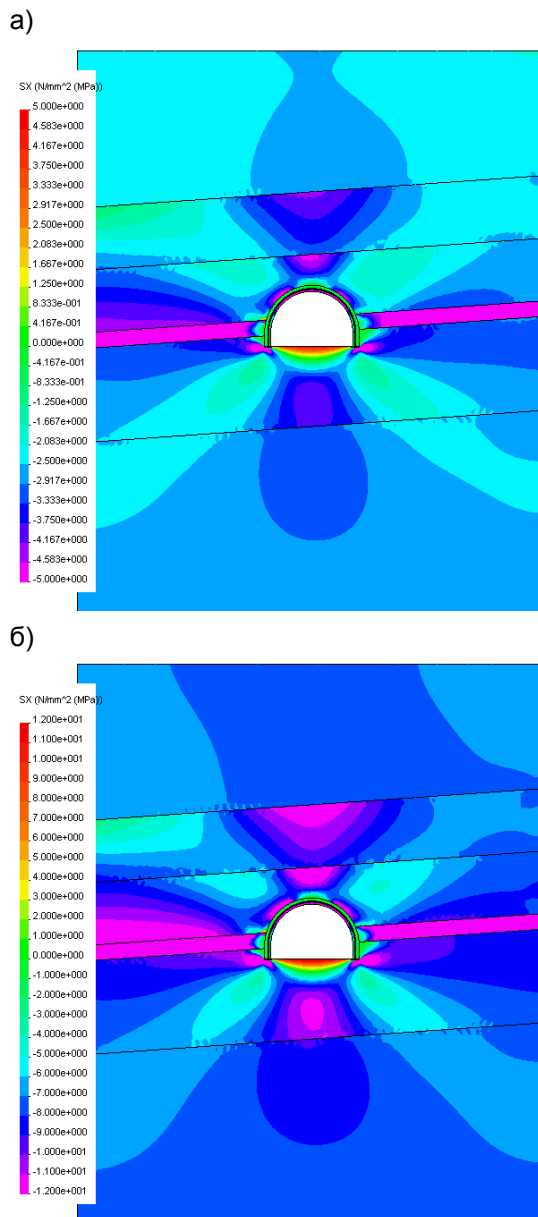 а)
SX (N/mm^2 (MPa))
5.000e+000
4.583e+000
4.167e+000
3.750e+000
3.333e+000
2.917e+000
2.500e+000
2.083e+000
1.667e+000
1.250e+000
8.333e-001
4.167e-001
0.000e+000
-4.167e-001
-8.333e-001
-1.250e+000
-1.667e+000
-2.083e+000
-2.500e+000
-2.917e+000
-3.333e+000
-3.750e+000
-4.167e+000
-4.583e+000
-5.000e+000
б)
SX (N/mm^2 (MPa))
1.200e+001
1.100e+001
1.000e+001
9.000e+000
8.000e+000
7.000e+000
6.000e+000
5.000e+000
4.000e+000
3.000e+000
2.000e+000
1.000e+000
0.000e+000
-1.000e+000
-2.000e+000
-3.000e+000
-4.000e+000
-5.000e+000
-6.000e+000
-7.000e+000
-8.000e+000
-9.000e+000
-1.000e+001
-1.100e+001
-1.200e+001